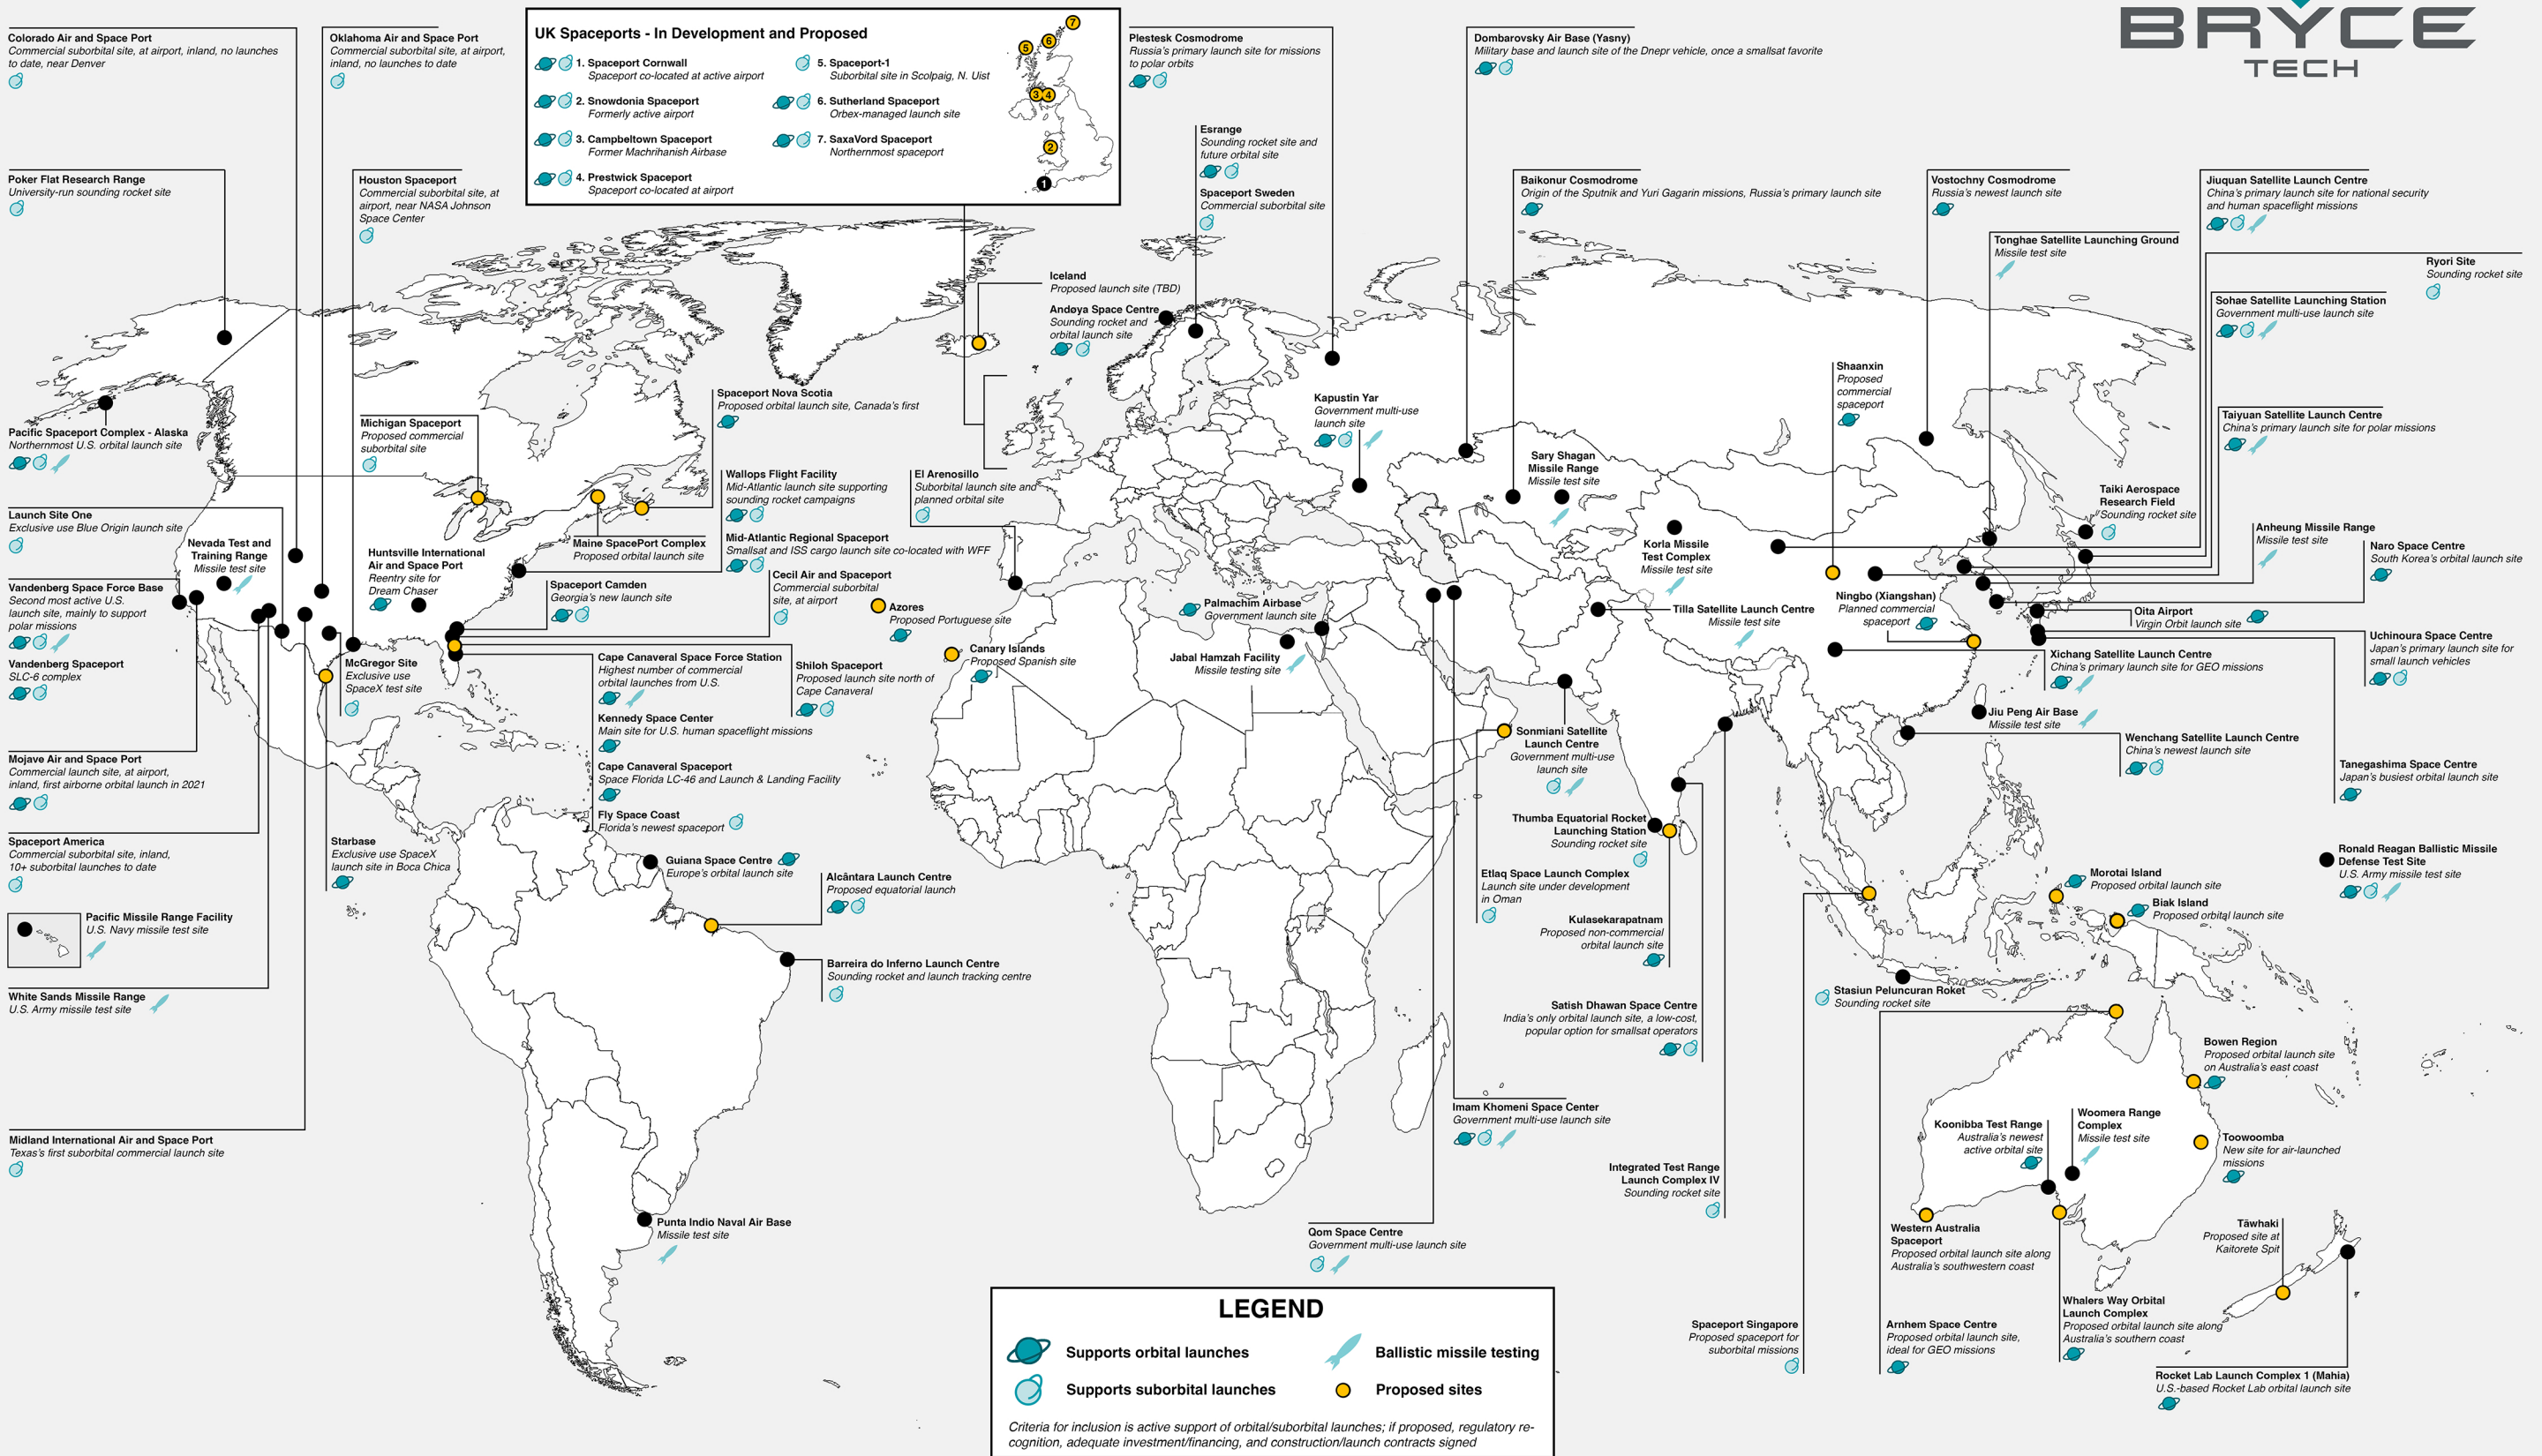 BRYCE
TECH
Colorado Air and Space Port
Commercial suborbital site, at airport, inland, no launches
to date, near Denver
Oklahoma Air and Space Port
Commercial suborbital site, at airport,
inland, no launches to date
UK Spaceports - In Development and Proposed
1. Spaceport Cornwall
Spaceport co-located at active airport
2. Snowdonia Spaceport
Formerly active airport
3. Campbeltown Spaceport
Former Machrihanish Airbase
4. Prestwick Spaceport
Spaceport co-located at airport
5. Spaceport-1
Suborbital site in Scolpaig, N. Uist
6. Sutherland Spaceport
Orbex-managed launch site
7. SaxaVord Spaceport
Northernmost spaceport
7
6
5
3
4
2
1
Plestesk Cosmodrome
Russia's primary launch site for missions
to polar orbits
Dombarovsky Air Base (Yasny)
Military base and launch site of the Dnepr vehicle, once a smallsat favorite
Esrange
Sounding rocket site and
future orbital site
Spaceport Sweden
Commercial suborbital site
Poker Flat Research Range
University-run sounding rocket site
Houston Spaceport
Commercial suborbital site, at
airport, near NASA Johnson
Space Center
Baikonur Cosmodrome
Origin of the Sputnik and Yuri Gagarin missions, Russia's primary launch site
Vostochny Cosmodrome
Russia's newest launch site
Jiuquan Satellite Launch Centre
China's primary launch site for national security
and human spaceflight missions
Tonghae Satellite Launching Ground
Missile test site
Ryori Site
Sounding rocket site
Sohae Satellite Launching Station
Government multi-use launch site
Iceland
Proposed launch site (TBD)
Andøya Space Centre
Sounding rocket and
orbital launch site
Shaanxin
Proposed
commercial
spaceport
Kapustin Yar
Government multi-use
launch site
Taiyuan Satellite Launch Centre
China's primary launch site for polar missions
Pacific Spaceport Complex - Alaska
Northernmost U.S. orbital launch site
Michigan Spaceport
Proposed commercial
suborbital site
Spaceport Nova Scotia
Proposed orbital launch site, Canada's first
Wallops Flight Facility
Mid-Atlantic launch site supporting
sounding rocket campaigns
El Arenosillo
Suborbital launch site and
planned orbital site
Sary Shagan
Missile Range
Missile test site
Taiki Aerospace
Research Field
Sounding rocket site
Launch Site One
Exclusive use Blue Origin launch site
Nevada Test and
Training Range
Missile test site
Huntsville International
Air and Space Port
Reentry site for
Dream Chaser
Maine SpacePort Complex
Proposed orbital launch site
Mid-Atlantic Regional Spaceport
Smallsat and ISS cargo launch site co-located with WFF
Korla Missile
Test Complex
Missile test site
Anheung Missile Range
Missile test site
Naro Space Centre
South Korea's orbital launch site
Vandenberg Space Force Base
Second most active U.S.
launch site, mainly to support
polar missions
Vandenberg Spaceport
SLC-6 complex
Spaceport Camden
Georgia's new launch site
Cecil Air and Spaceport
Commercial suborbital
site, at airport
Azores
Proposed Portuguese site
Palmachim Airbase
Government launch site
Tilla Satellite Launch Centre
Missile test site
Ningbo (Xiangshan)
Planned commercial
spaceport
Oita Airport
Virgin Orbit launch site
Uchinoura Space Centre
Japan's primary launch site for
small launch vehicles
McGregor Site
Exclusive use
SpaceX test site
Cape Canaveral Space Force Station
Highest number of commercial
orbital launches from U.S.
Shiloh Spaceport
Proposed launch site north of
Cape Canaveral
Canary Islands
Proposed Spanish site
Jabal Hamzah Facility
Missile testing site
Xichang Satellite Launch Centre
China's primary launch site for GEO missions
Kennedy Space Center
Main site for U.S. human spaceflight missions
Jiu Peng Air Base
Missile test site
Mojave Air and Space Port
Commercial launch site, at airport,
inland, first airborne orbital launch in 2021
Cape Canaveral Spaceport
Space Florida LC-46 and Launch & Landing Facility
Sonmiani Satellite
Launch Centre
Government multi-use
launch site
Wenchang Satellite Launch Centre
China's newest launch site
Tanegashima Space Centre
Japan's busiest orbital launch site
Fly Space Coast
Florida's newest spaceport
Spaceport America
Commercial suborbital site, inland,
10+ suborbital launches to date
Starbase
Exclusive use SpaceX
launch site in Boca Chica
Guiana Space Centre
Europe's orbital launch site
Alcântara Launch Centre
Proposed equatorial launch
Thumba Equatorial Rocket
Launching Station
Sounding rocket site
Etlaq Space Launch Complex
Launch site under development
in Oman
Ronald Reagan Ballistic Missile
Defense Test Site
U.S. Army missile test site
Morotai Island
Proposed orbital launch site
Biak Island
Proposed orbital launch site
Pacific Missile Range Facility
U.S. Navy missile test site
Kulasekarapatnam
Proposed non-commercial
orbital launch site
Barreira do Inferno Launch Centre
Sounding rocket and launch tracking centre
White Sands Missile Range
U.S. Army missile test site
Satish Dhawan Space Centre
India's only orbital launch site, a low-cost,
popular option for smallsat operators
Stasiun Peluncuran Roket
Sounding rocket site
Bowen Region
Proposed orbital launch site
on Australia's east coast
Imam Khomeni Space Center
Government multi-use launch site
Koonibba Test Range
Australia's newest
active orbital site
Woomera Range
Complex
Missile test site
Toowoomba
New site for air-launched
missions
Midland International Air and Space Port
Texas's first suborbital commercial launch site
Integrated Test Range
Launch Complex IV
Sounding rocket site
Punta Indio Naval Air Base
Missile test site
Qom Space Centre
Government multi-use launch site
Western Australia
Spaceport
Proposed orbital launch site along
Australia's southwestern coast
Tāwhaki
Proposed site at
Kaitorete Spit
Whalers Way Orbital
Launch Complex
Proposed orbital launch site along
Australia's southern coast
Spaceport Singapore
Proposed spaceport for
suborbital missions
Arnhem Space Centre
Proposed orbital launch site,
ideal for GEO missions
Rocket Lab Launch Complex 1 (Mahia)
U.S.-based Rocket Lab orbital launch site
LEGEND
Supports orbital launches
Ballistic missile testing
Supports suborbital launches
Proposed sites
Criteria for inclusion is active support of orbital/suborbital launches; if proposed, regulatory re-
cognition, adequate investment/financing, and construction/launch contracts signed